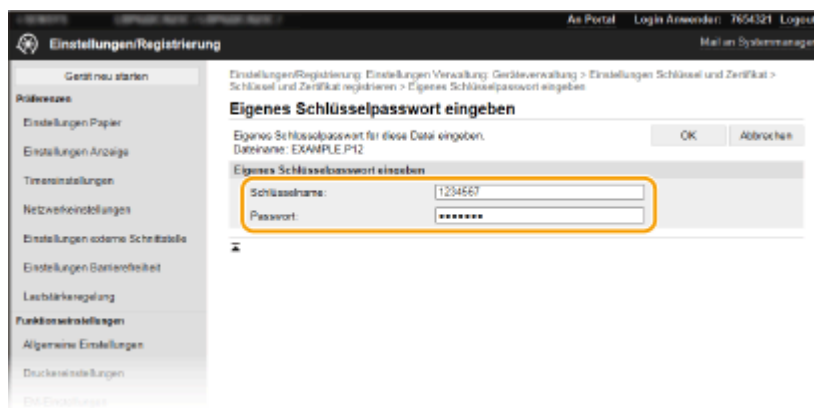 An Portal Login Anwender: 7654321 Logout
Einstellungen/Registrierung
Mail an Systemmanager
Gerät neu starten
Präferenzen
Einstellungen Papier
Einstellungen Anzeige
Timereinstellungen
Netzwerkeinstellungen
Einstellungen externe Schnittstelle
Einstellungen Barrierefreiheit
Lautstärkeregelung
Funktionseinstellungen
Allgemeine Einstellungen
Druckereinstellungen
Einstellungen/Registrierung: Einstellungen Verwaltung: Geräteverwaltung > Einstellungen Schlüssel und Zertifikat >
Schlüssel und Zertifikat registrieren > Eigenes Schlüsselpasswort eingeben
Eigenes Schlüsselpasswort eingeben
Eigenes Schlüsselpasswort für diese Datei eingeben.
Dateiname: EXAMPLE.P12
OK Abbrechen
Eigenes Schlüsselpasswort eingeben
Schlüsselname: 1234567
Passwort: •••••••